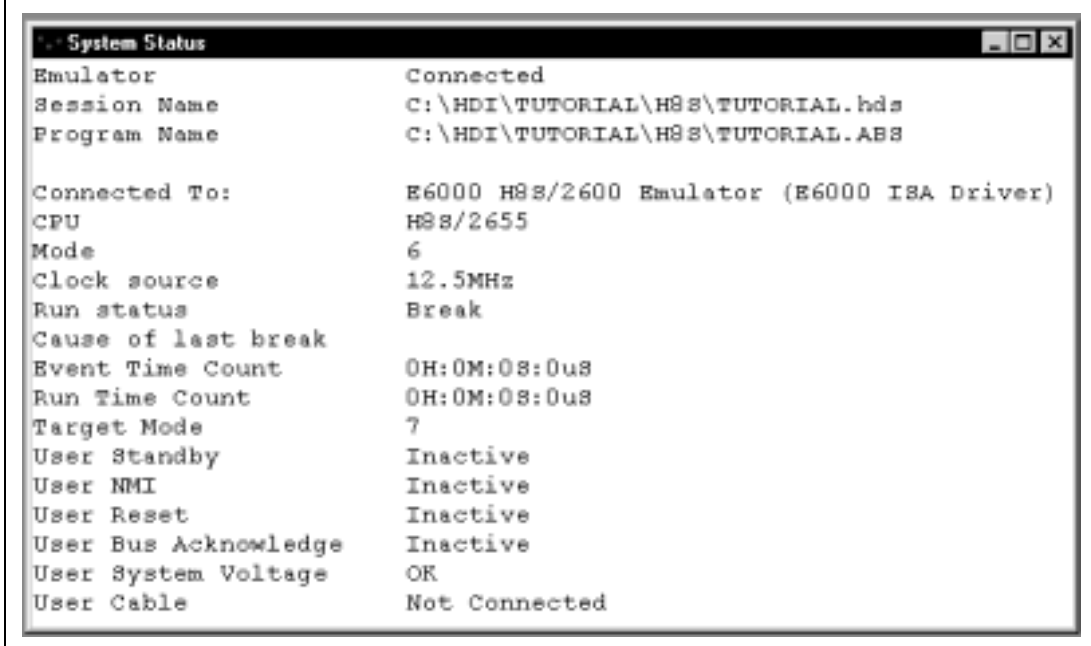 System Status
Emulator Connected
Session Name C:\HDI\TUTORIAL\H8S\TUTORIAL.hds
Program Name C:\HDI\TUTORIAL\H8S\TUTORIAL.ABS
Connected To: E6000 H8S/2600 Emulator (E6000 ISA Driver)
CPU H8S/2655
Mode 6
Clock source 12.5MHz
Run status Break
Cause of last break
Event Time Count 0H:0M:0S:0uS
Run Time Count 0H:0M:0S:0uS
Target Mode 7
User Standby Inactive
User NMI Inactive
User Reset Inactive
User Bus Acknowledge Inactive
User System Voltage OK
User Cable Not Connected